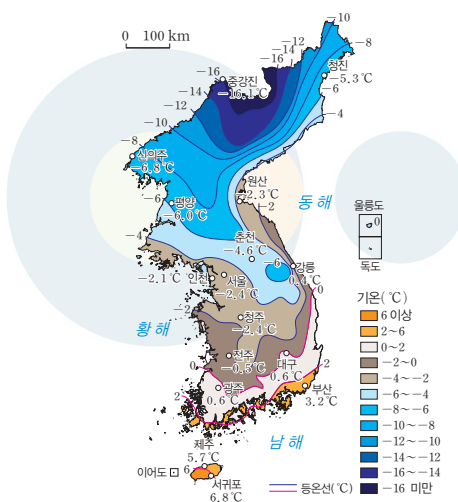 0 100 km
-10
-12
-8
-14
-16
청진
-5.3℃
-16
중강진
-16.1℃
-14
-6
-12
-4
-10
-8
신의주
-6.8℃
원산
-2.3℃
-2
-6
평양
-6.0℃
동해
울릉도
0
독도
-4
춘천
-4.6℃
-6
강릉
0.4℃
-2.1℃
인천
서울
-2.4℃
0
기온(℃)
6 이상
2~6
0~2
-2~0
-4~-2
-6~-4
-8~-6
-10~-8
-12~-10
-14~-12
-16~-14
-16 미만
-2
청주
-2.4℃
황해
전주
-0.5℃
대구
0.6℃
0
2
광주
0.6℃
부산
3.2℃
2
남해
제주
5.7℃
이어도
6
서귀포
6.8℃
등온선(℃)